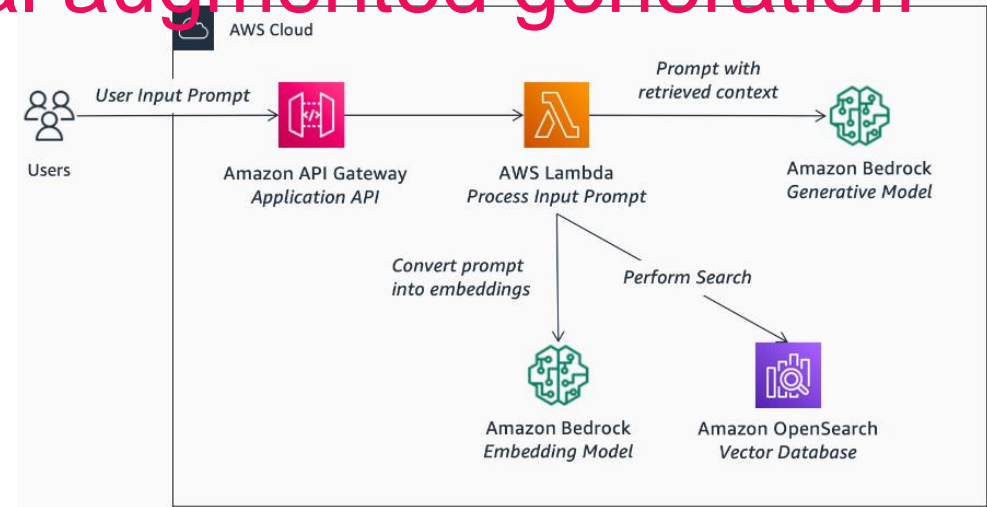 augmented generation
AWS Cloud
User Input Prompt
Prompt with
retrieved context
Users
Amazon API Gateway
Application API
AWS Lambda
Process Input Prompt
Amazon Bedrock
Generative Model
Convert prompt
into embeddings
Perform Search
Amazon Bedrock
Embedding Model
Amazon OpenSearch
Vector Database